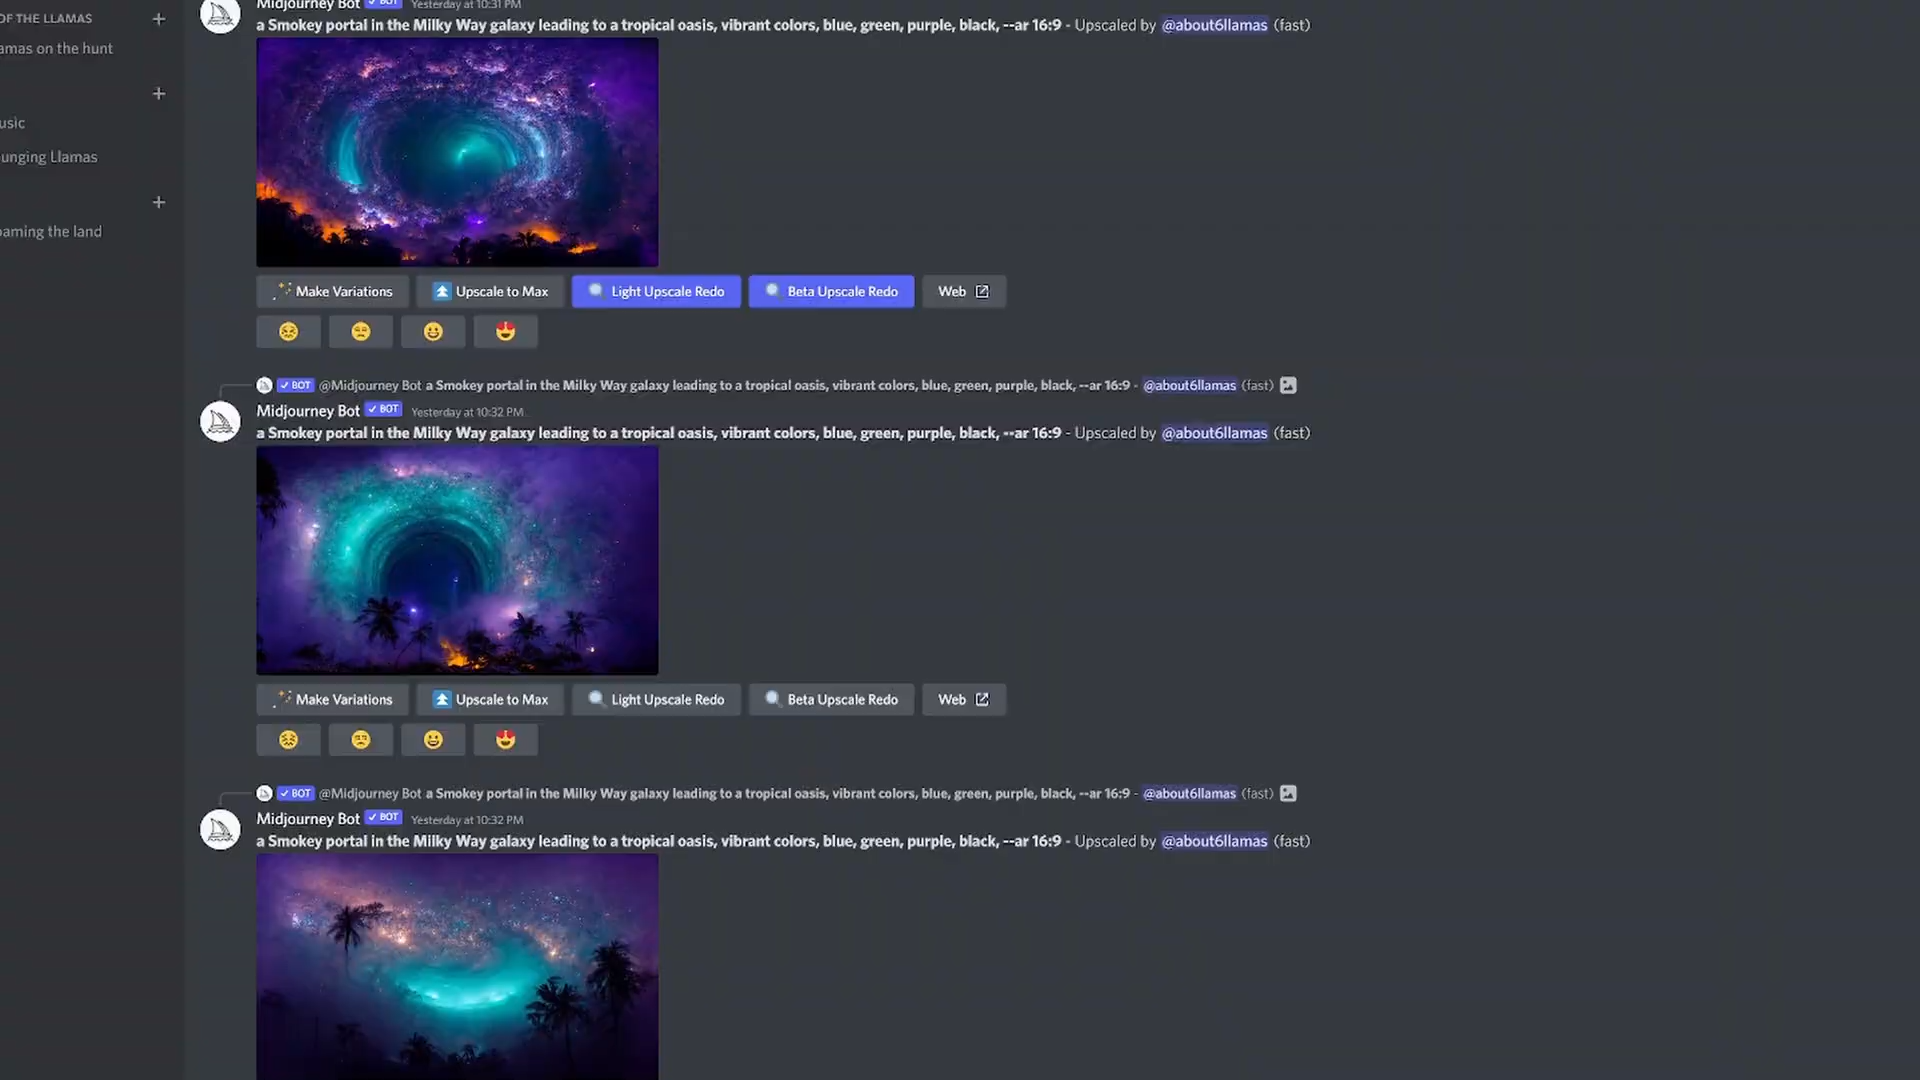 OF THE LLAMAS +
amas on the hunt
+
usic
unging Llamas
+
oaming the land
Midjourney Bot ✓ BOT Yesterday at 10:31 PM
a Smokey portal in the Milky Way galaxy leading to a tropical oasis, vibrant colors, blue, green, purple, black, --ar 16:9 - Upscaled by @about6llamas (fast)
Make Variations Upscale to Max Light Upscale Redo Beta Upscale Redo Web
✓ BOT @Midjourney Bot a Smokey portal in the Milky Way galaxy leading to a tropical oasis, vibrant colors, blue, green, purple, black, --ar 16:9 - @about6llamas (fast)
Midjourney Bot ✓ BOT Yesterday at 10:32 PM
a Smokey portal in the Milky Way galaxy leading to a tropical oasis, vibrant colors, blue, green, purple, black, --ar 16:9 - Upscaled by @about6llamas (fast)
Make Variations Upscale to Max Light Upscale Redo Beta Upscale Redo Web
✓ BOT @Midjourney Bot a Smokey portal in the Milky Way galaxy leading to a tropical oasis, vibrant colors, blue, green, purple, black, --ar 16:9 - @about6llamas (fast)
Midjourney Bot ✓ BOT Yesterday at 10:32 PM
a Smokey portal in the Milky Way galaxy leading to a tropical oasis, vibrant colors, blue, green, purple, black, --ar 16:9 - Upscaled by @about6llamas (fast)